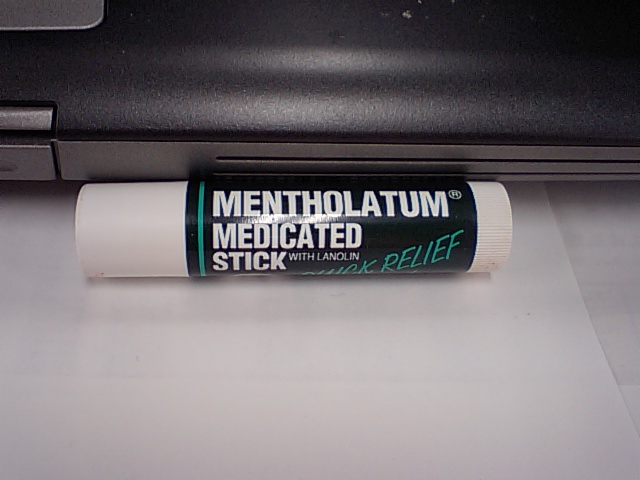 MENTHOLATUM®
MEDICATED
STICK WITH LANOLIN
QUICK RELIEF